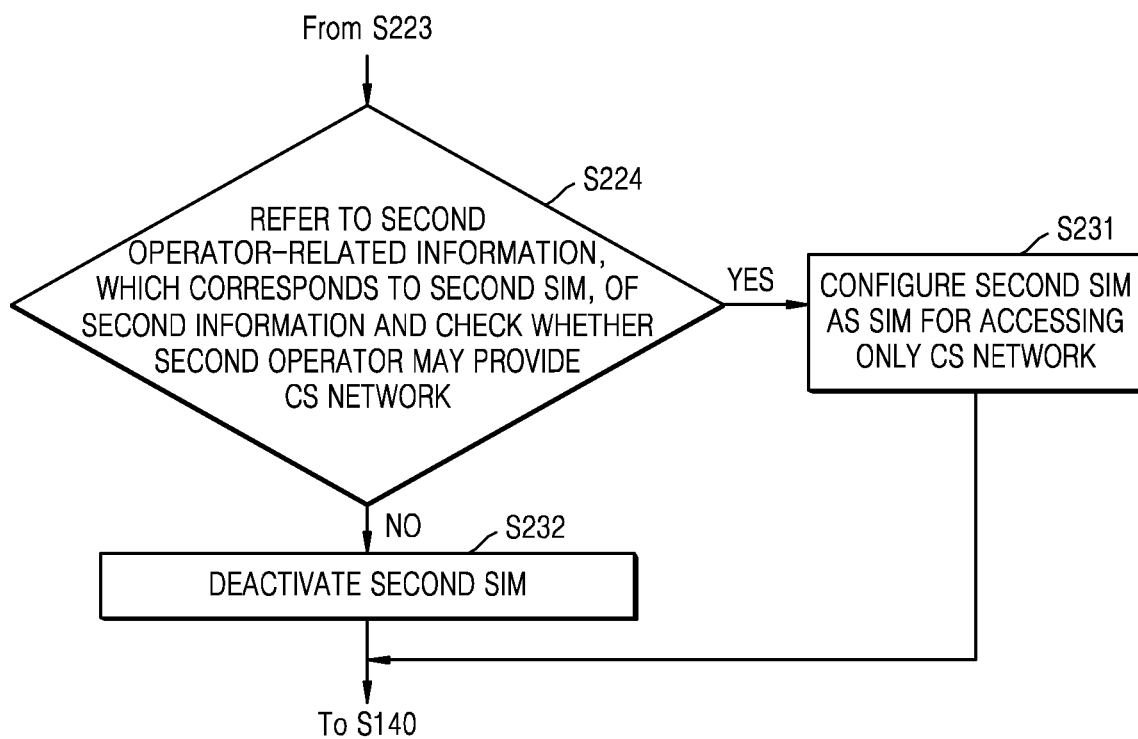 From S223
S224
REFER TO SECOND
OPERATOR-RELATED INFORMATION,
WHICH CORRESPONDS TO SECOND SIM, OF
SECOND INFORMATION AND CHECK WHETHER
SECOND OPERATOR MAY PROVIDE
CS NETWORK
YES
S231
CONFIGURE SECOND SIM
AS SIM FOR ACCESSING
ONLY CS NETWORK
NO
S232
DEACTIVATE SECOND SIM
To S140